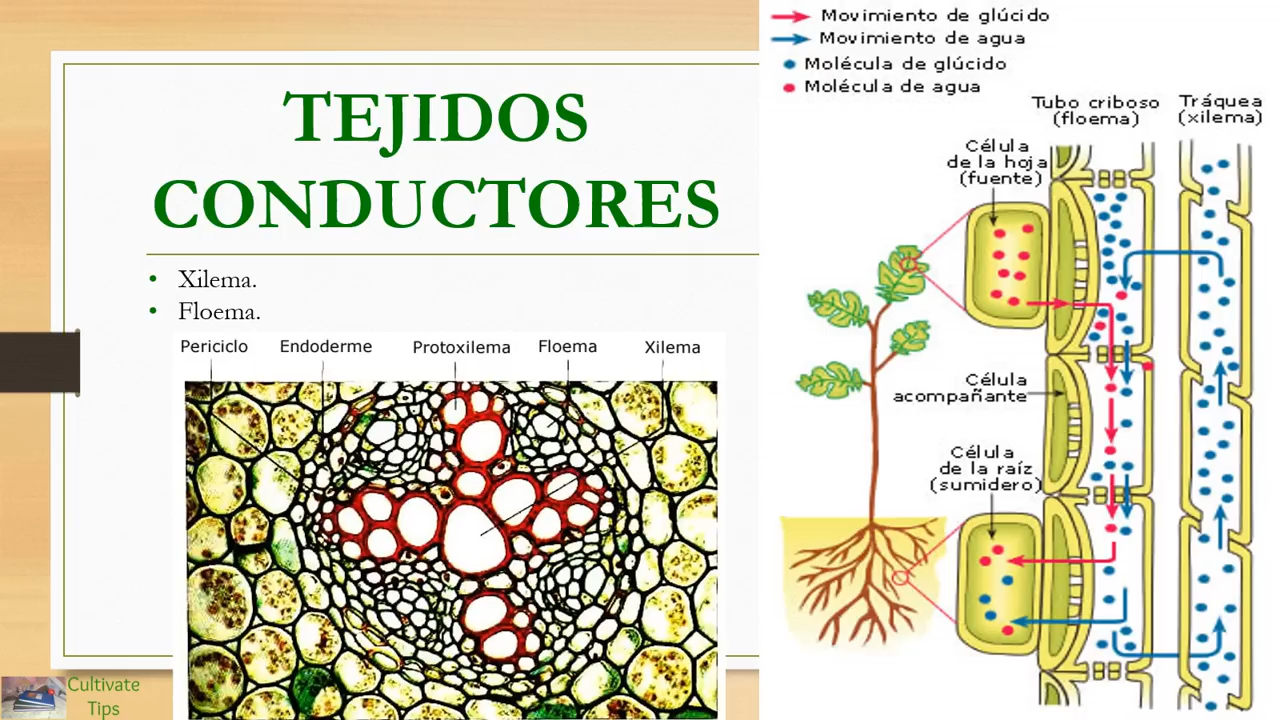 TEJIDOS
CONDUCTORES
• Xilema.
• Floema.
Periciclo Endoderme Protoxilema Floema Xilema
Cultivate
Tips
Movimiento de glúcido
Movimiento de agua
Molécula de glúcido
Molécula de agua
Tubo criboso
(floema)
Tráquea
(xilema)
Célula
de la hoja
(fuente)
Célula
acompañante
Célula
de la raíz
(sumidero)